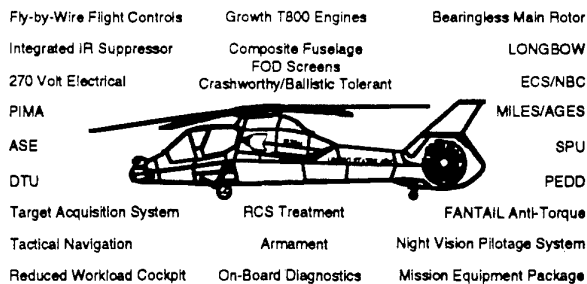 Fly-by-Wire Flight Controls Growth T800 Engines Bearingless Main Rotor
Integrated IR Suppressor Composite Fuselage LONGBOW
FOD Screens
270 Volt Electrical Crashworthy/Ballistic Tolerant ECS/NBC
PIMA MILES/AGES
ASE SPU
DTU PEDD
Target Acquisition System RCS Treatment FANTAIL Anti-Torque
Tactical Navigation Armament Night Vision Pilotage System
Reduced Workload Cockpit On-Board Diagnostics Mission Equipment Package